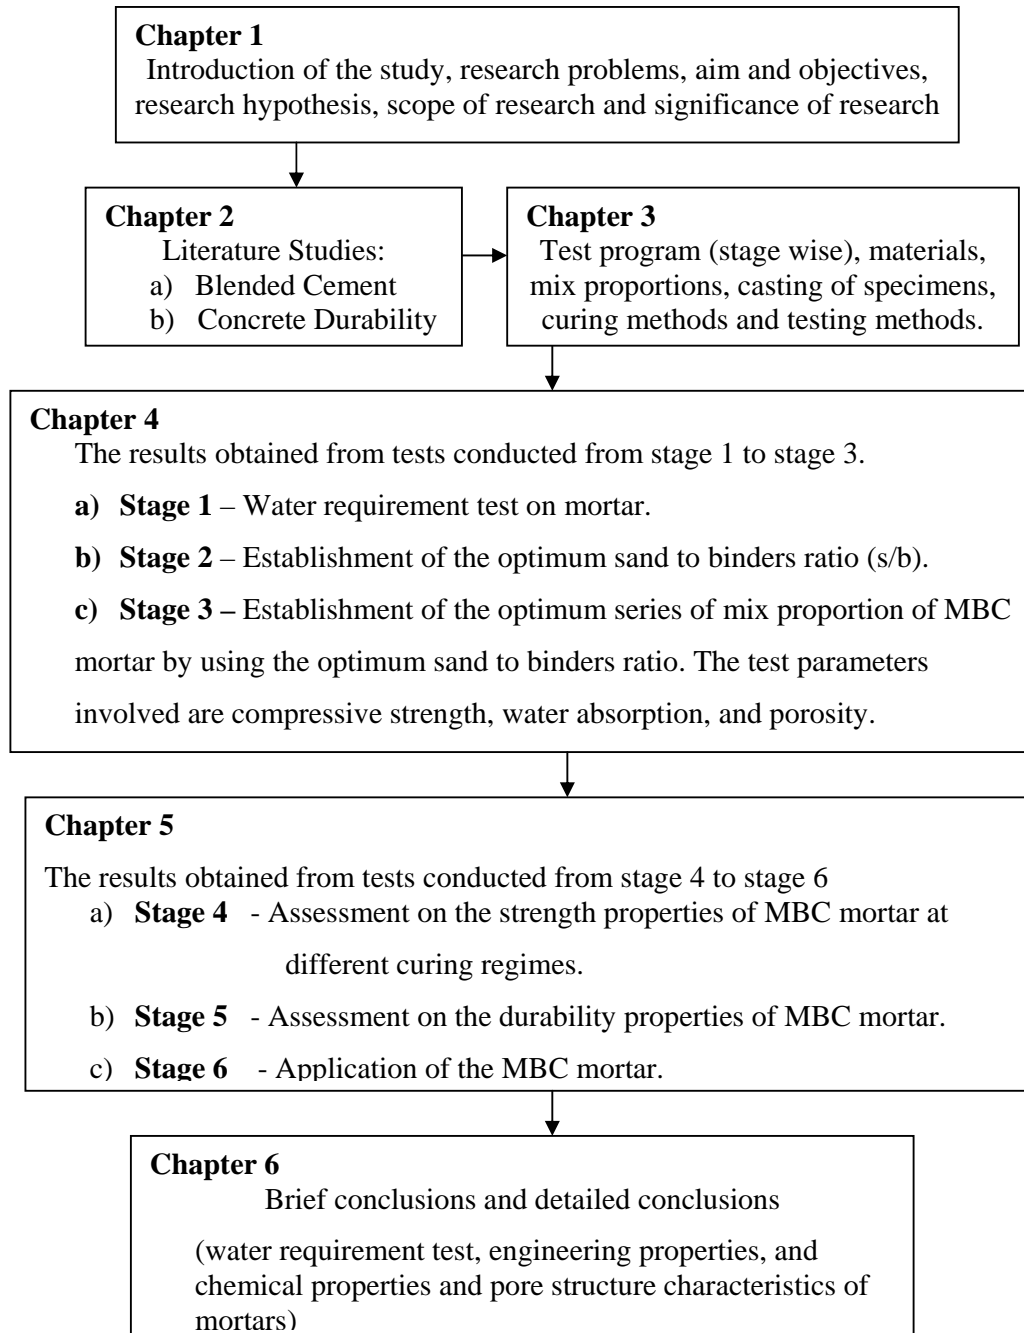 Chapter 1
Introduction of the study, research problems, aim and objectives,
research hypothesis, scope of research and significance of research
Chapter 2
Literature Studies:
a) Blended Cement
b) Concrete Durability
Chapter 3
Test program (stage wise), materials,
mix proportions, casting of specimens,
curing methods and testing methods.
Chapter 4
The results obtained from tests conducted from stage 1 to stage 3.
a) Stage 1 – Water requirement test on mortar.
b) Stage 2 – Establishment of the optimum sand to binders ratio (s/b).
c) Stage 3 – Establishment of the optimum series of mix proportion of MBC
mortar by using the optimum sand to binders ratio. The test parameters
involved are compressive strength, water absorption, and porosity.
Chapter 5
The results obtained from tests conducted from stage 4 to stage 6
a) Stage 4 - Assessment on the strength properties of MBC mortar at
different curing regimes.
b) Stage 5 - Assessment on the durability properties of MBC mortar.
c) Stage 6 - Application of the MBC mortar.
Chapter 6
Brief conclusions and detailed conclusions
(water requirement test, engineering properties, and
chemical properties and pore structure characteristics of
mortars)